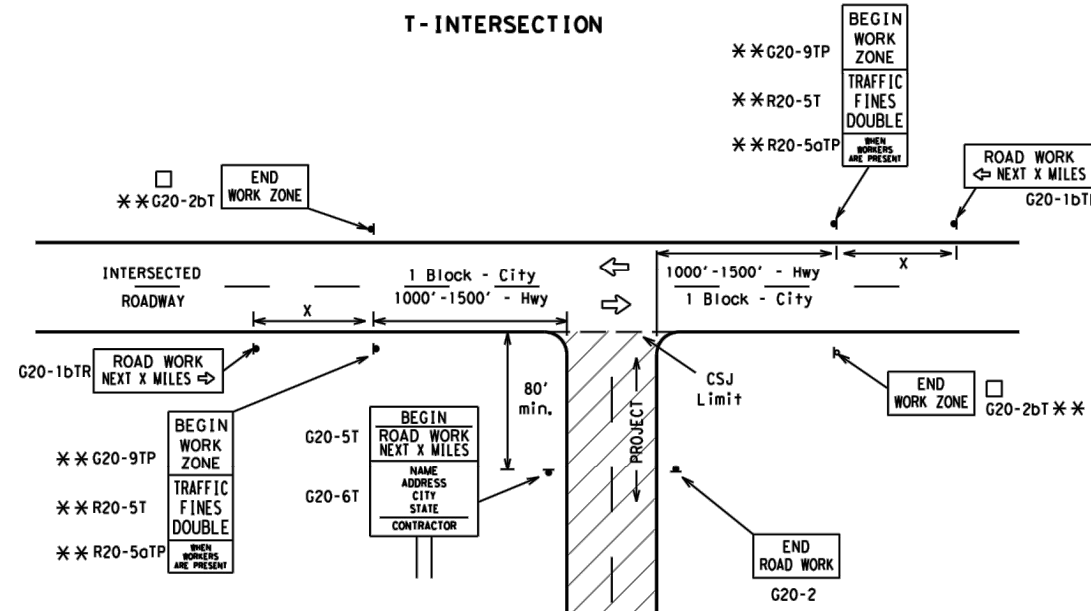 T-INTERSECTION
BEGIN
WORK
ZONE
TRAFFIC
FINES
DOUBLE
WHEN
WORKERS
ARE PRESENT
**G20-9TP
**R20-5T
**R20-5aTP
ROAD WORK
⇦ NEXT X MILES
G20-1bT
□
**G20-2bT
END
WORK ZONE
INTERSECTED
ROADWAY
1 Block - City
1000'-1500' - Hwy
1000'-1500' - Hwy
1 Block - City
X
X
G20-1bTR
ROAD WORK
NEXT X MILES ⇨
80'
min.
PROJECT
CSJ
Limit
END
WORK ZONE
□
G20-2bT**
**G20-9TP
**R20-5T
**R20-5aTP
BEGIN
WORK
ZONE
TRAFFIC
FINES
DOUBLE
WHEN
WORKERS
ARE PRESENT
G20-5T
G20-6T
BEGIN
ROAD WORK
NEXT X MILES
NAME
ADDRESS
CITY
STATE
CONTRACTOR
END
ROAD WORK
G20-2